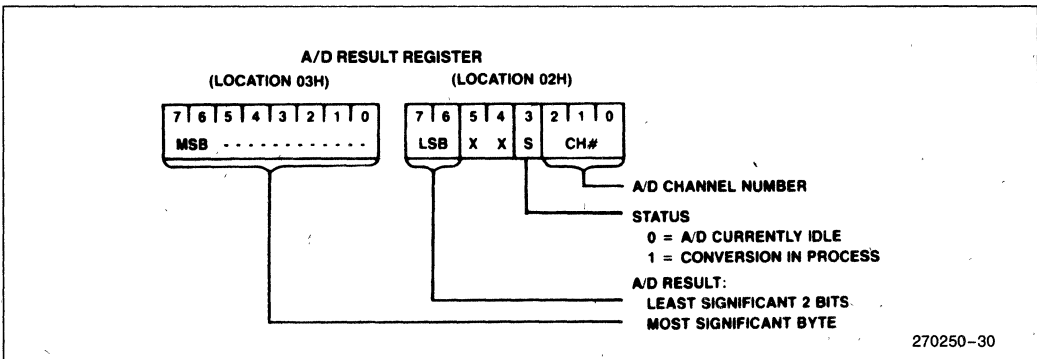 A/D RESULT REGISTER
(LOCATION 03H) (LOCATION 02H)
7 6 5 4 3 2 1 0 7 6 5 4 3 2 1 0
MSB - - - - - - - - - - - - LSB X X S CH#
A/D CHANNEL NUMBER
STATUS
0 = A/D CURRENTLY IDLE
1 = CONVERSION IN PROCESS
A/D RESULT:
LEAST SIGNIFICANT 2 BITS
MOST SIGNIFICANT BYTE
270250-30